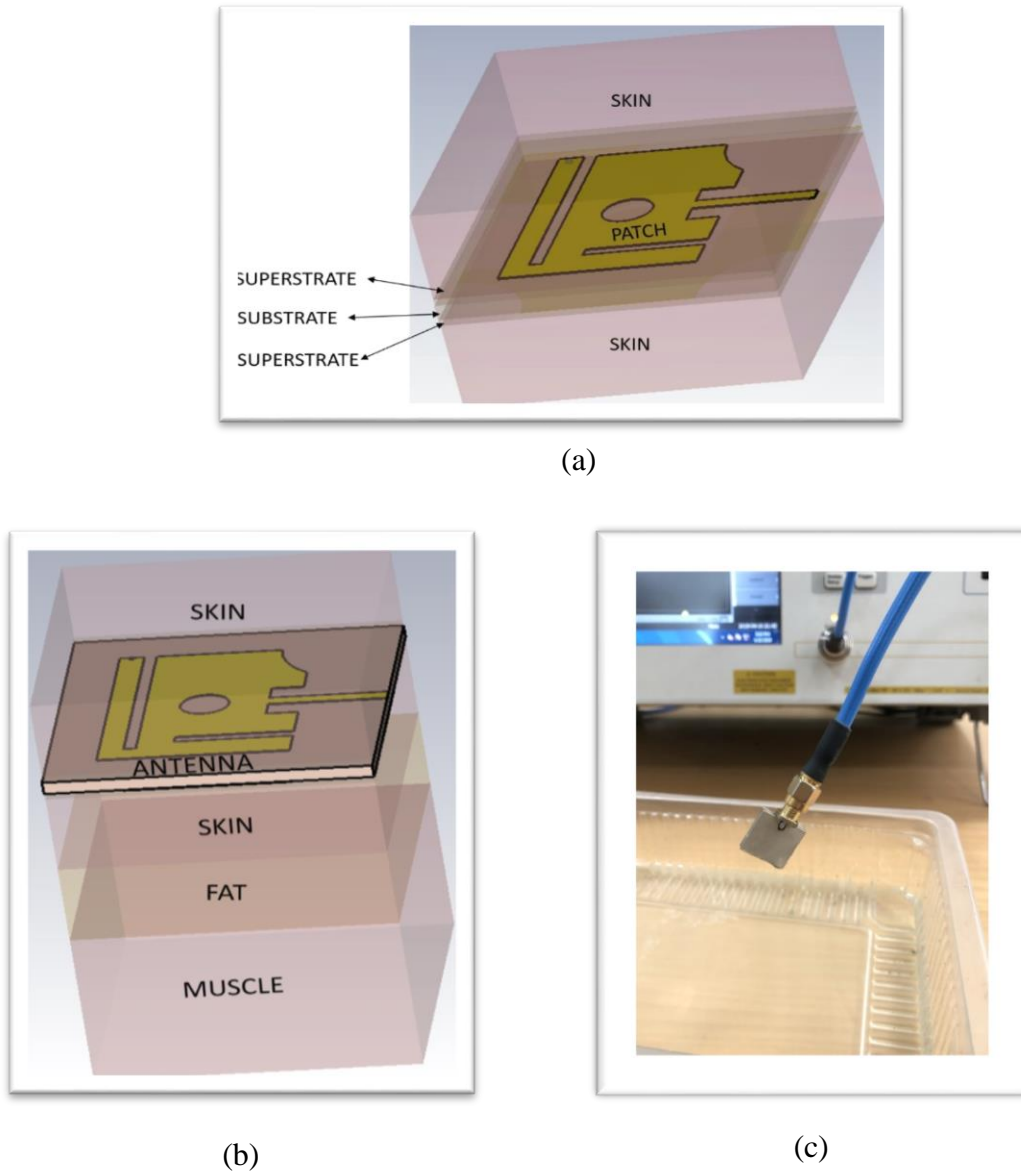 SKIN
PATCH
SUPERSTRATE
SUBSTRATE
SUPERSTRATE
SKIN
(a)
SKIN
ANTENNA
SKIN
FAT
MUSCLE
(b)
(c)